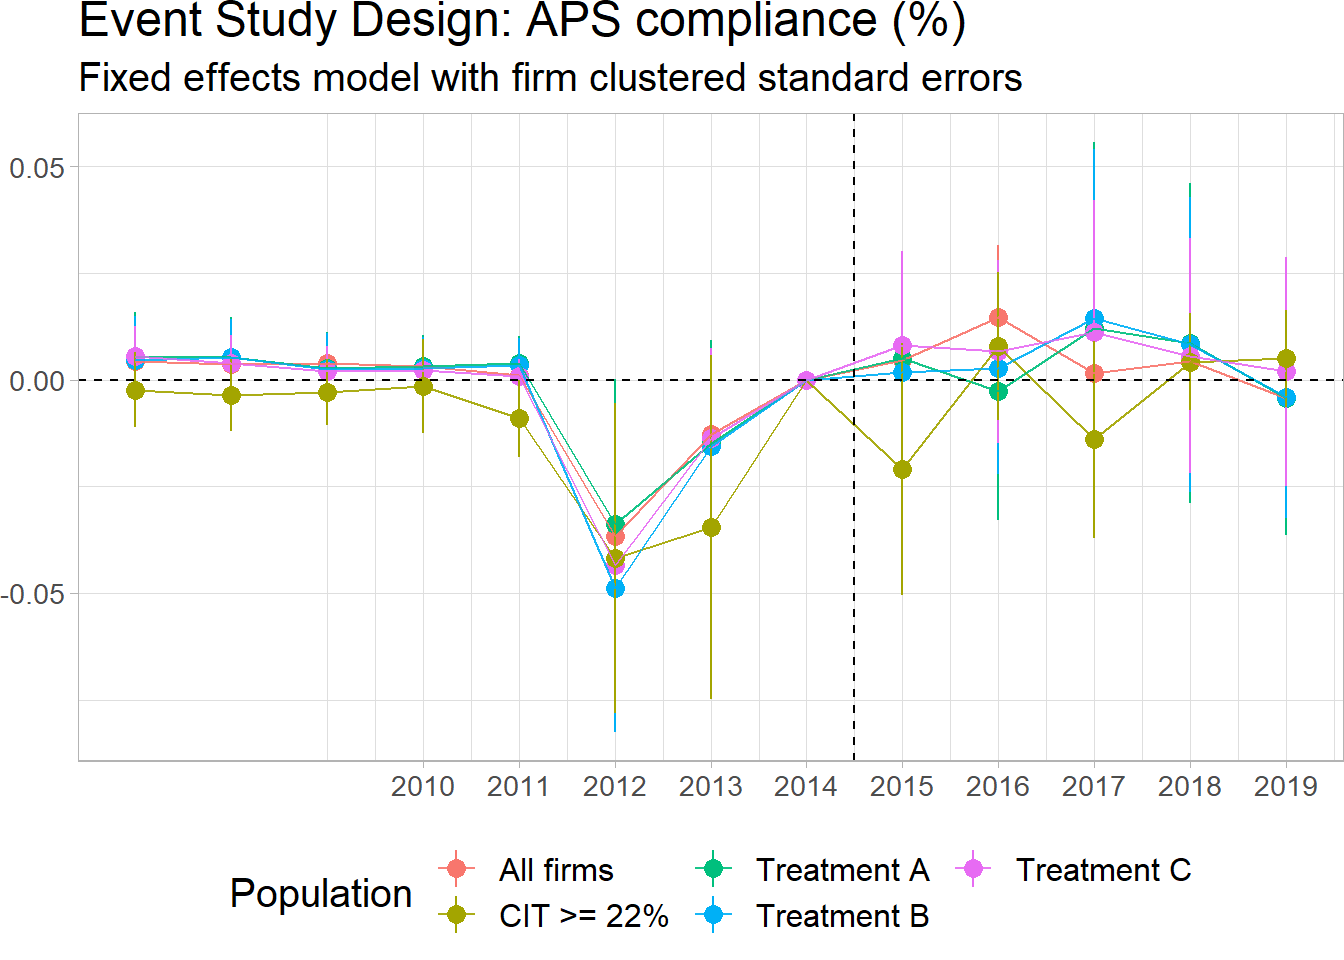 Event Study Design: APS compliance (%)
Fixed effects model with firm clustered standard errors
0.05
0.00
-0.05
2010 2011 2012 2013 2014 2015 2016 2017 2018 2019
Population
All firms Treatment A Treatment C
CIT >= 22% Treatment B